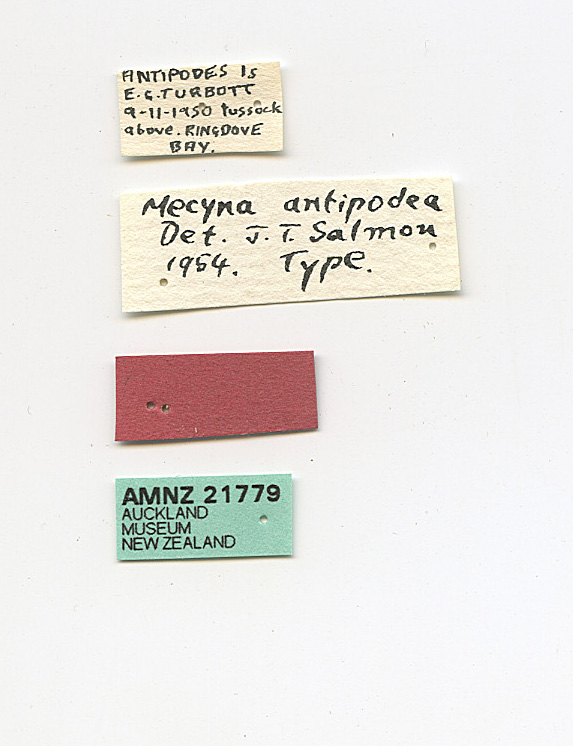 ANTIPODES Is
E.G.TURBOTT
9-11-1950 tussock
above. RINGDOVE
BAY.
Mecyna antipodea
Det. J.T. Salmon
1954. Type.
AMNZ 21779
AUCKLAND
MUSEUM
NEW ZEALAND